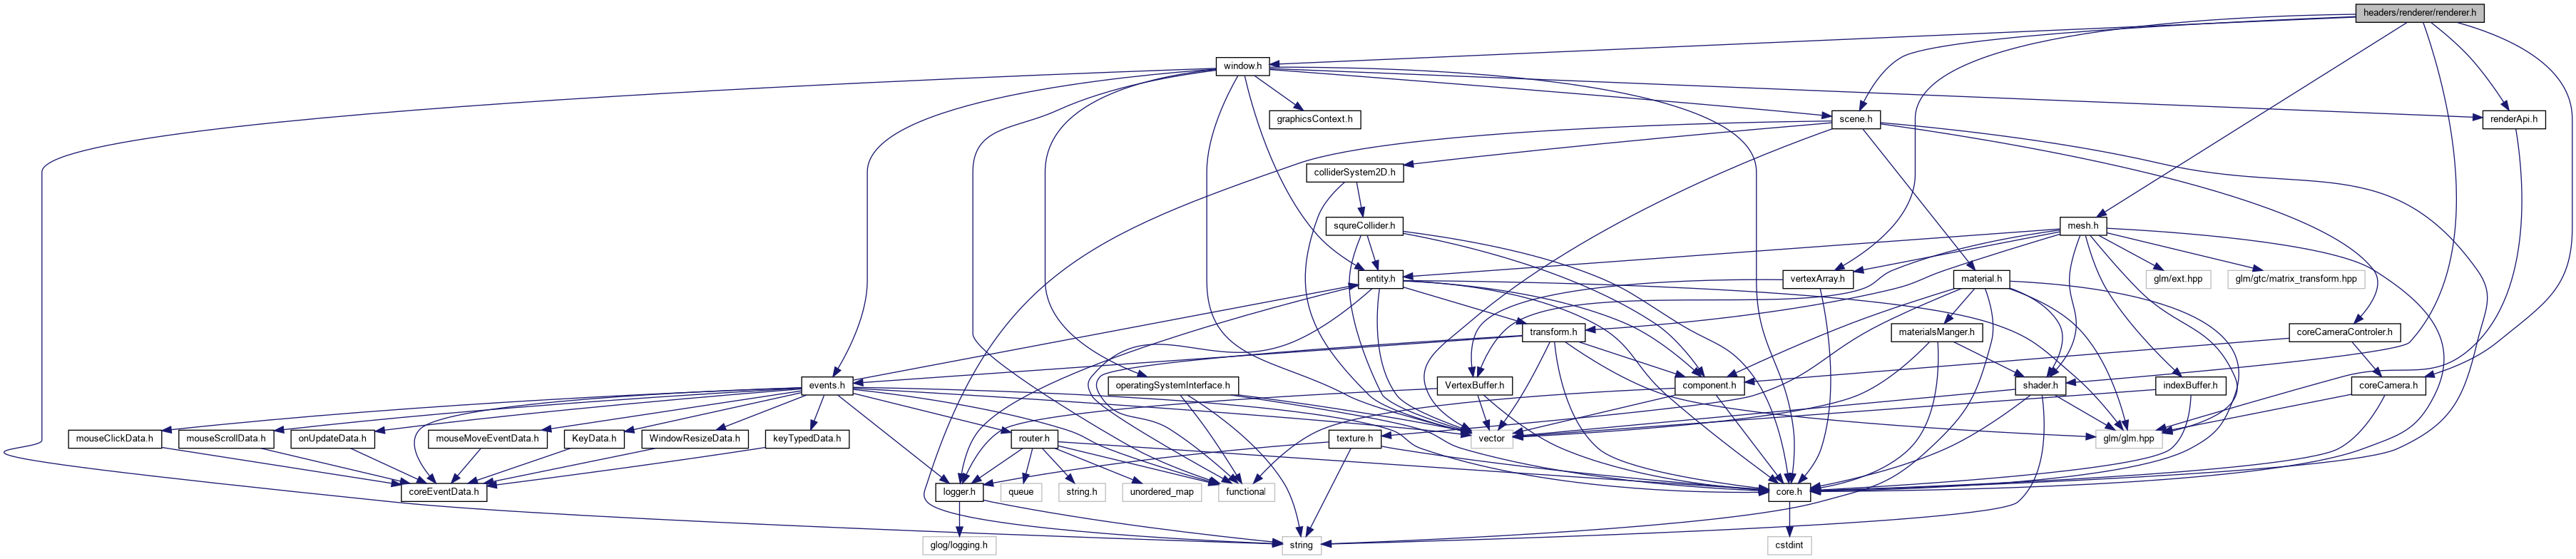 headers/renderer/renderer.h
window.h
graphicsContext.h
scene.h
renderApi.h
colliderSystem2D.h
squreCollider.h
mesh.h
entity.h
vertexArray.h
material.h
glm/ext.hpp
glm/gtc/matrix_transform.hpp
transform.h
materialsManger.h
coreCameraControler.h
events.h
operatingSystemInterface.h
VertexBuffer.h
component.h
shader.h
indexBuffer.h
coreCamera.h
mouseClickData.h
mouseScrollData.h
onUpdateData.h
mouseMoveEventData.h
KeyData.h
WindowResizeData.h
keyTypedData.h
router.h
texture.h
vector
glm/glm.hpp
coreEventData.h
logger.h
queue
string.h
unordered_map
functional
core.h
glog/logging.h
string
cstdint